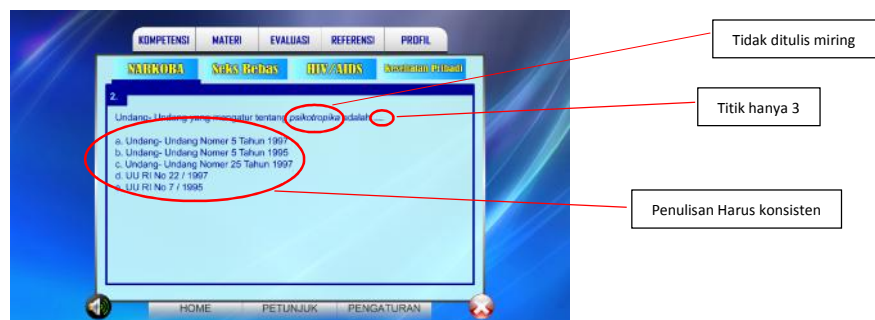 KOMPETENSI MATERI EVALUASI REFERENSI PROFIL
NARKOBA Seks Bebas HIV/AIDS Kesehatan Pribadi
2.
Undang- Undang yang mengatur tentang psikotropika adalah ....
a. Undang- Undang Nomer 5 Tahun 1997
b. Undang- Undang Nomer 5 Tahun 1995
c. Undang- Undang Nomer 25 Tahun 1997
d. UU RI No 22 / 1997
e. UU RI No 7 / 1995
HOME PETUNJUK PENGATURAN
Tidak ditulis miring
Titik hanya 3
Penulisan Harus konsisten